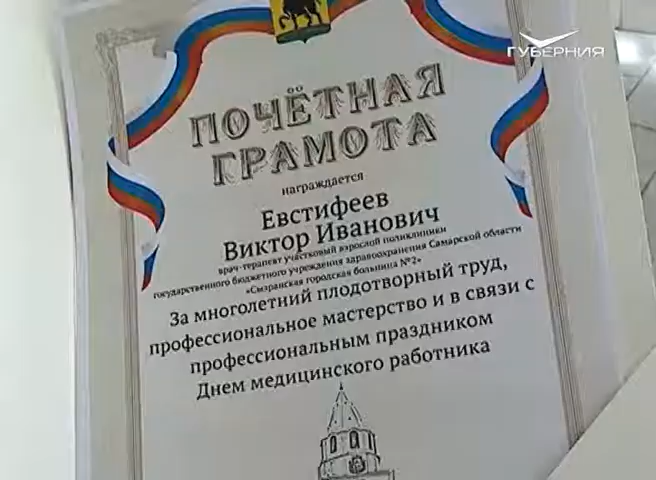 ГУБЕРНИЯ
ПОЧЁТНАЯ
ГРАМОТА
награждается
Евстифеев
Виктор Иванович
врач-терапевт участковый взрослой поликлиники
государственного бюджетного учреждения здравоохранения Самарской области
«Сызранская городская больница №2»
За многолетний плодотворный труд,
профессиональное мастерство и в связи с
профессиональным праздником
Днем медицинского работника